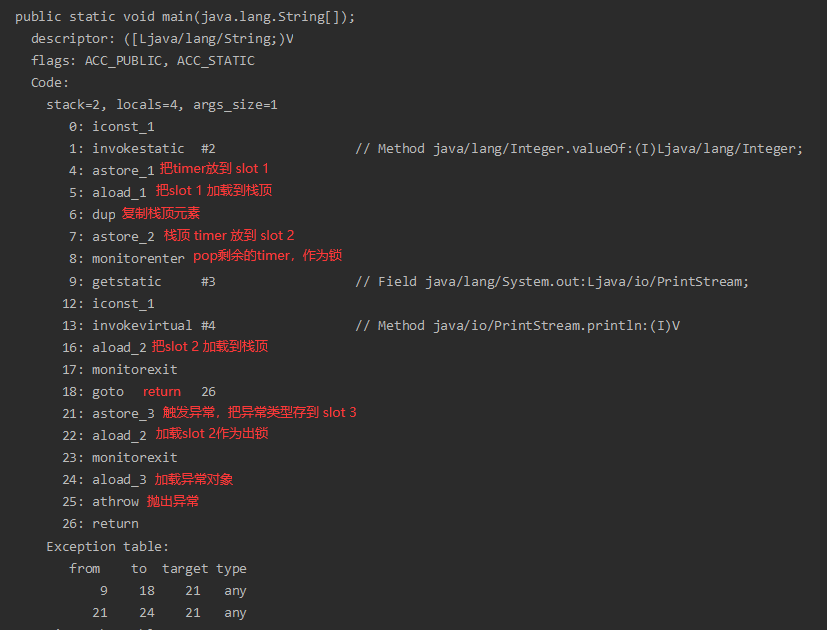 public static void main(java.lang.String[]);
descriptor: ([Ljava/lang/String;)V
flags: ACC_PUBLIC, ACC_STATIC
Code:
stack=2, locals=4, args_size=1
0: iconst_1
1: invokestatic #2 // Method java/lang/Integer.valueOf:(I)Ljava/lang/Integer;
4: astore_1 把timer放到 slot 1
5: aload_1 把slot 1 加载到栈顶
6: dup 复制栈顶元素
7: astore_2 栈顶 timer 放到 slot 2
8: monitorenter pop剩余的timer，作为锁
9: getstatic #3 // Field java/lang/System.out:Ljava/io/PrintStream;
12: iconst_1
13: invokevirtual #4 // Method java/io/PrintStream.println:(I)V
16: aload_2 把slot 2 加载到栈顶
17: monitorexit
18: goto return 26
21: astore_3 触发异常，把异常类型存到 slot 3
22: aload_2 加载slot 2作为出锁
23: monitorexit
24: aload_3 加载异常对象
25: athrow 抛出异常
26: return
Exception table:
from to target type
9 18 21 any
21 24 21 any